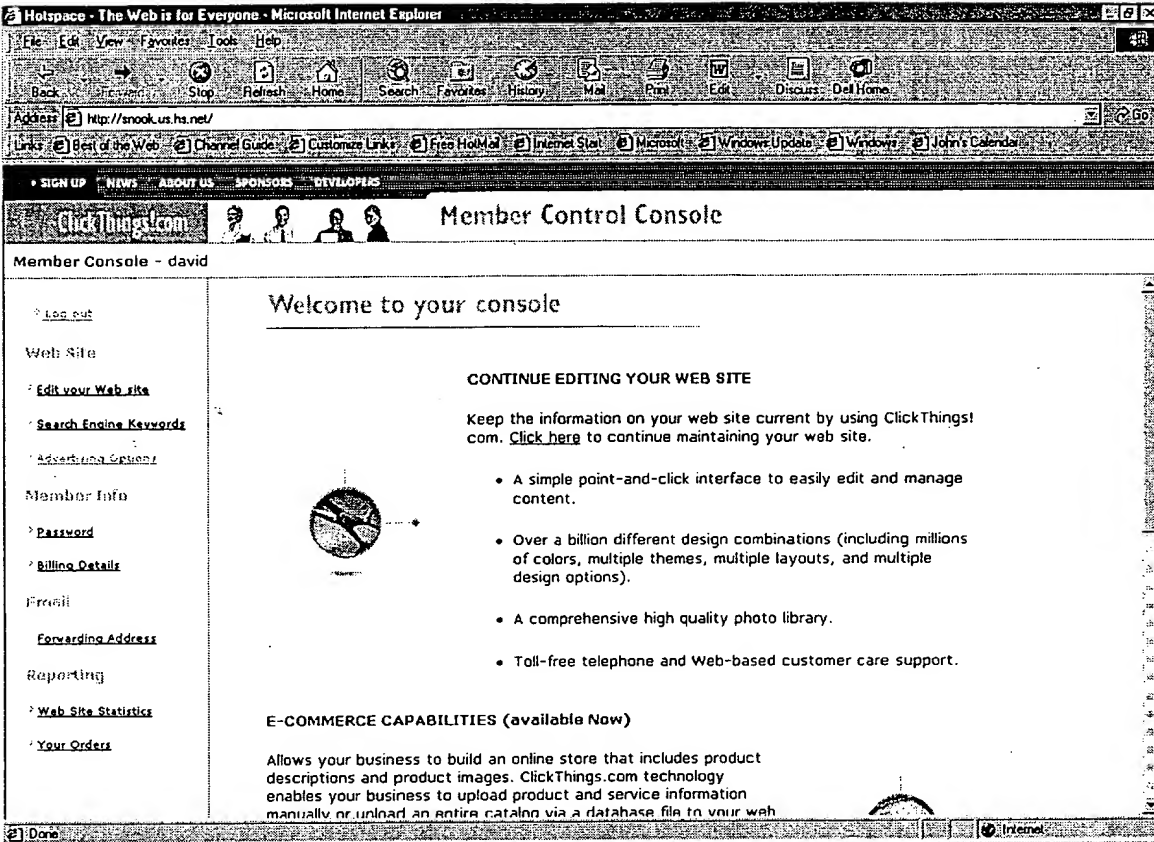 Hotspace - The Web is for Everyone - Microsoft Internet Explorer
File Edit View Favorites Tools Help
Back Forward Stop Refresh Home Search Favorites History Mail Print Edit Discuss Dell Home
Address http://snook.us.hs.net/ Go
Links Best of the Web Channel Guide Customize Links Free HotMail Internet Start Microsoft Windows Update Windows John's Calendar
• SIGN UP NEWS ABOUT US SPONSORS DEVELOPERS
ClickThings!com Member Control Console
Member Console - david
Log out
Web Site
Edit your Web site
Search Engine Keywords
Advertising Options
Member Info
Password
Billing Details
Email
Forwarding Address
Reporting
Web Site Statistics
Your Orders
Welcome to your console
CONTINUE EDITING YOUR WEB SITE
Keep the information on your web site current by using ClickThings!
com. Click here to continue maintaining your web site.
• A simple point-and-click interface to easily edit and manage
content.
• Over a billion different design combinations (including millions
of colors, multiple themes, multiple layouts, and multiple
design options).
• A comprehensive high quality photo library.
• Toll-free telephone and Web-based customer care support.
E-COMMERCE CAPABILITIES (available Now)
Allows your business to build an online store that includes product
descriptions and product images. ClickThings.com technology
enables your business to upload product and service information
manually or upload an entire catalog via a database file to your web
Done Internet